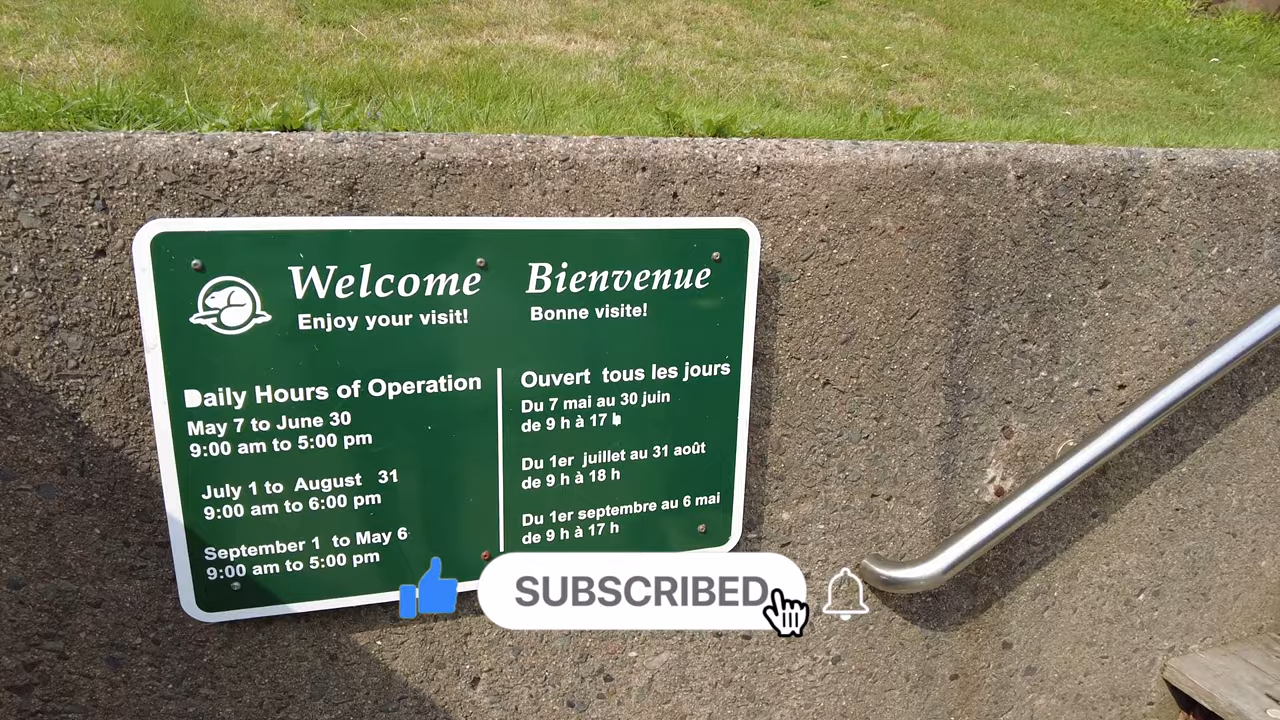 Welcome
Enjoy your visit!
Daily Hours of Operation
May 7 to June 30
9:00 am to 5:00 pm
July 1 to August 31
9:00 am to 6:00 pm
September 1 to May 6
9:00 am to 5:00 pm
Bienvenue
Bonne visite!
Ouvert tous les jours
Du 7 mai au 30 juin
de 9 h à 17 h
Du 1er juillet au 31 août
de 9 h à 18 h
Du 1er septembre au 6 mai
de 9 h à 17 h
SUBSCRIBED